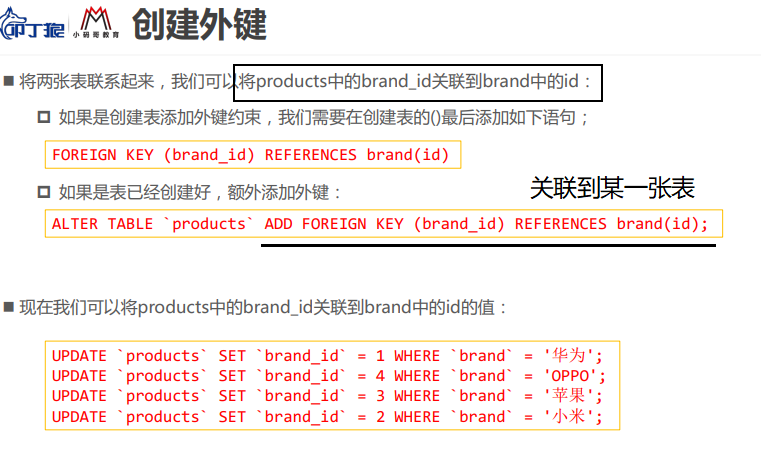 叩丁狼
小码哥教育
创建外键
将两张表联系起来，我们可以将products中的brand_id关联到brand中的id：
如果是创建表添加外键约束，我们需要在创建表的()最后添加如下语句；
FOREIGN KEY (brand_id) REFERENCES brand(id)
如果是表已经创建好，额外添加外键：
关联到某一张表
ALTER TABLE `products` ADD FOREIGN KEY (brand_id) REFERENCES brand(id);
现在我们可以将products中的brand_id关联到brand中的id的值：
UPDATE `products` SET `brand_id` = 1 WHERE `brand` = '华为';
UPDATE `products` SET `brand_id` = 4 WHERE `brand` = 'OPPO';
UPDATE `products` SET `brand_id` = 3 WHERE `brand` = '苹果';
UPDATE `products` SET `brand_id` = 2 WHERE `brand` = '小米';